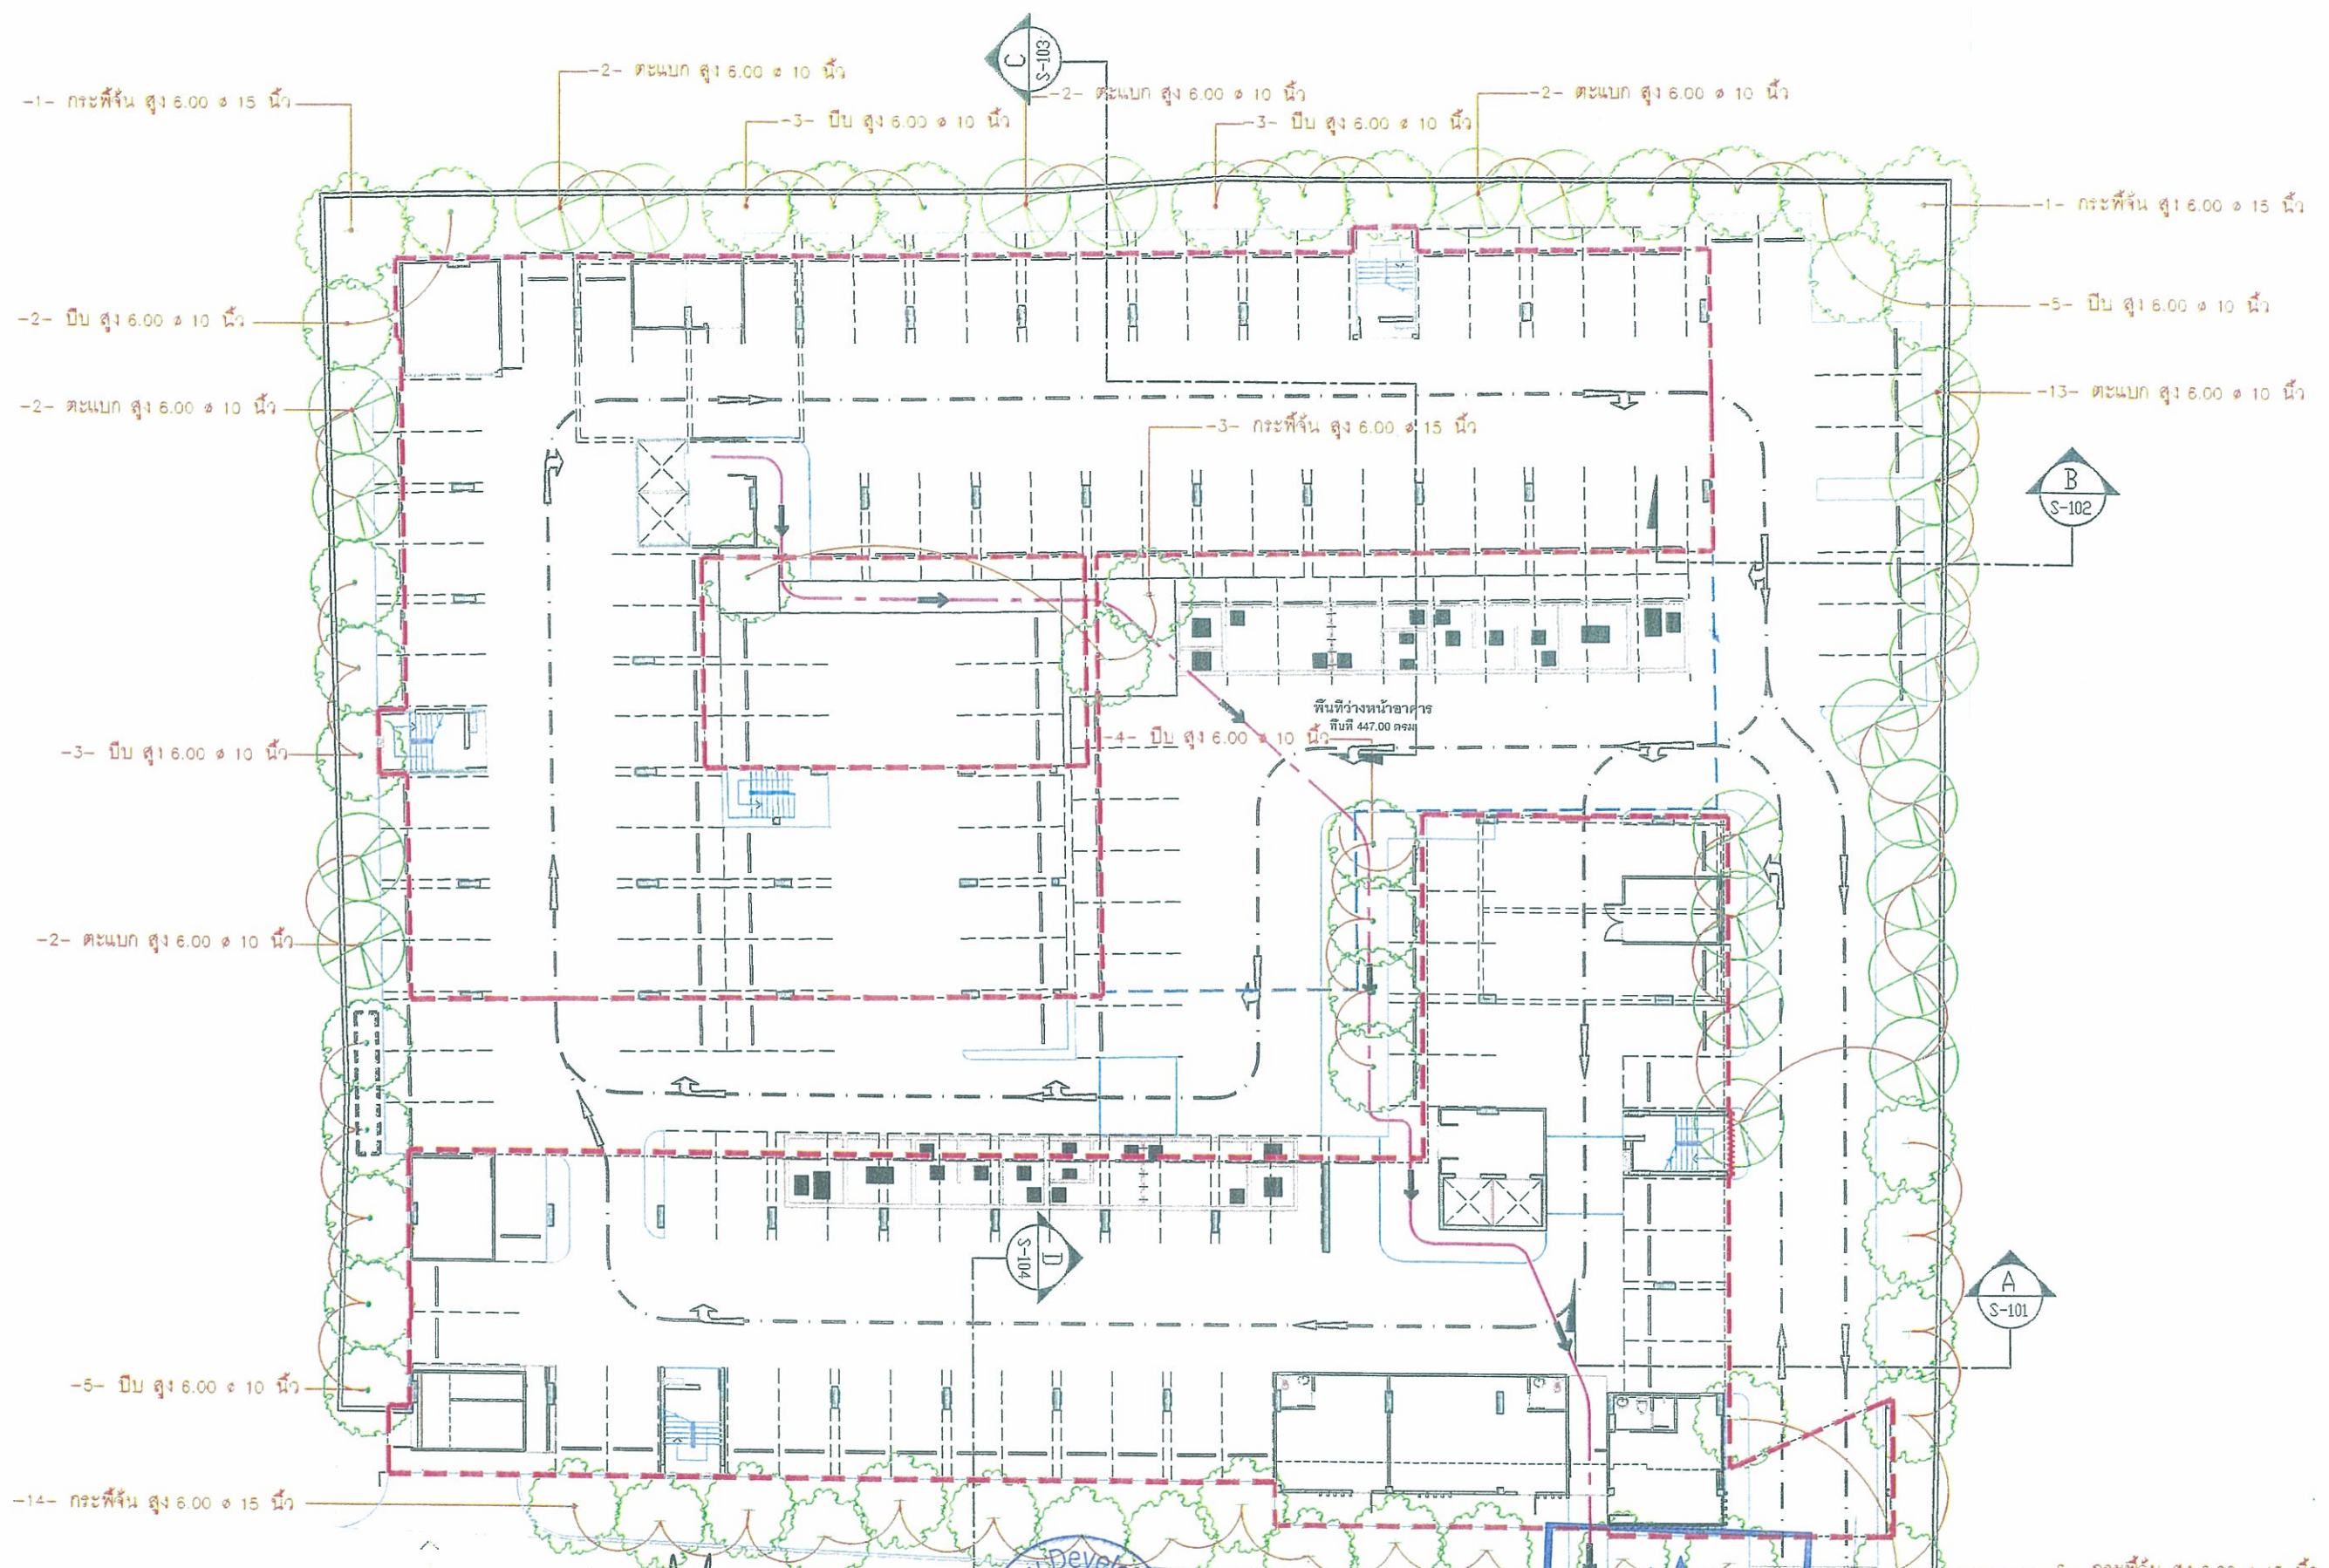 C
S-103
-2- ตะแบก สูง 6.00 ø 10 นิ้ว
-1- กระพี้จั่น สูง 6.00 ø 15 นิ้ว
-2- ตะแบก สูง 6.00 ø 10 นิ้ว
-2- ตะแบก สูง 6.00 ø 10 นิ้ว
-3- ปีบ สูง 6.00 ø 10 นิ้ว
-3- ปีบ สูง 6.00 ø 10 นิ้ว
-1- กระพี้จั่น สูง 6.00 ø 15 นิ้ว
-2- ปีบ สูง 6.00 ø 10 นิ้ว
-5- ปีบ สูง 6.00 ø 10 นิ้ว
-2- ตะแบก สูง 6.00 ø 10 นิ้ว
-13- ตะแบก สูง 6.00 ø 10 นิ้ว
-3- กระพี้จั่น สูง 6.00 ø 15 นิ้ว
B
S-102
พื้นที่ว่างหน้าอาคาร
พื้นที่ 447.00 ตรม
-4- ปีบ สูง 6.00 ø 10 นิ้ว
-3- ปีบ สูง 6.00 ø 10 นิ้ว
-2- ตะแบก สูง 6.00 ø 10 นิ้ว
D
S-104
A
S-101
-5- ปีบ สูง 6.00 ø 10 นิ้ว
-14- กระพี้จั่น สูง 6.00 ø 15 นิ้ว